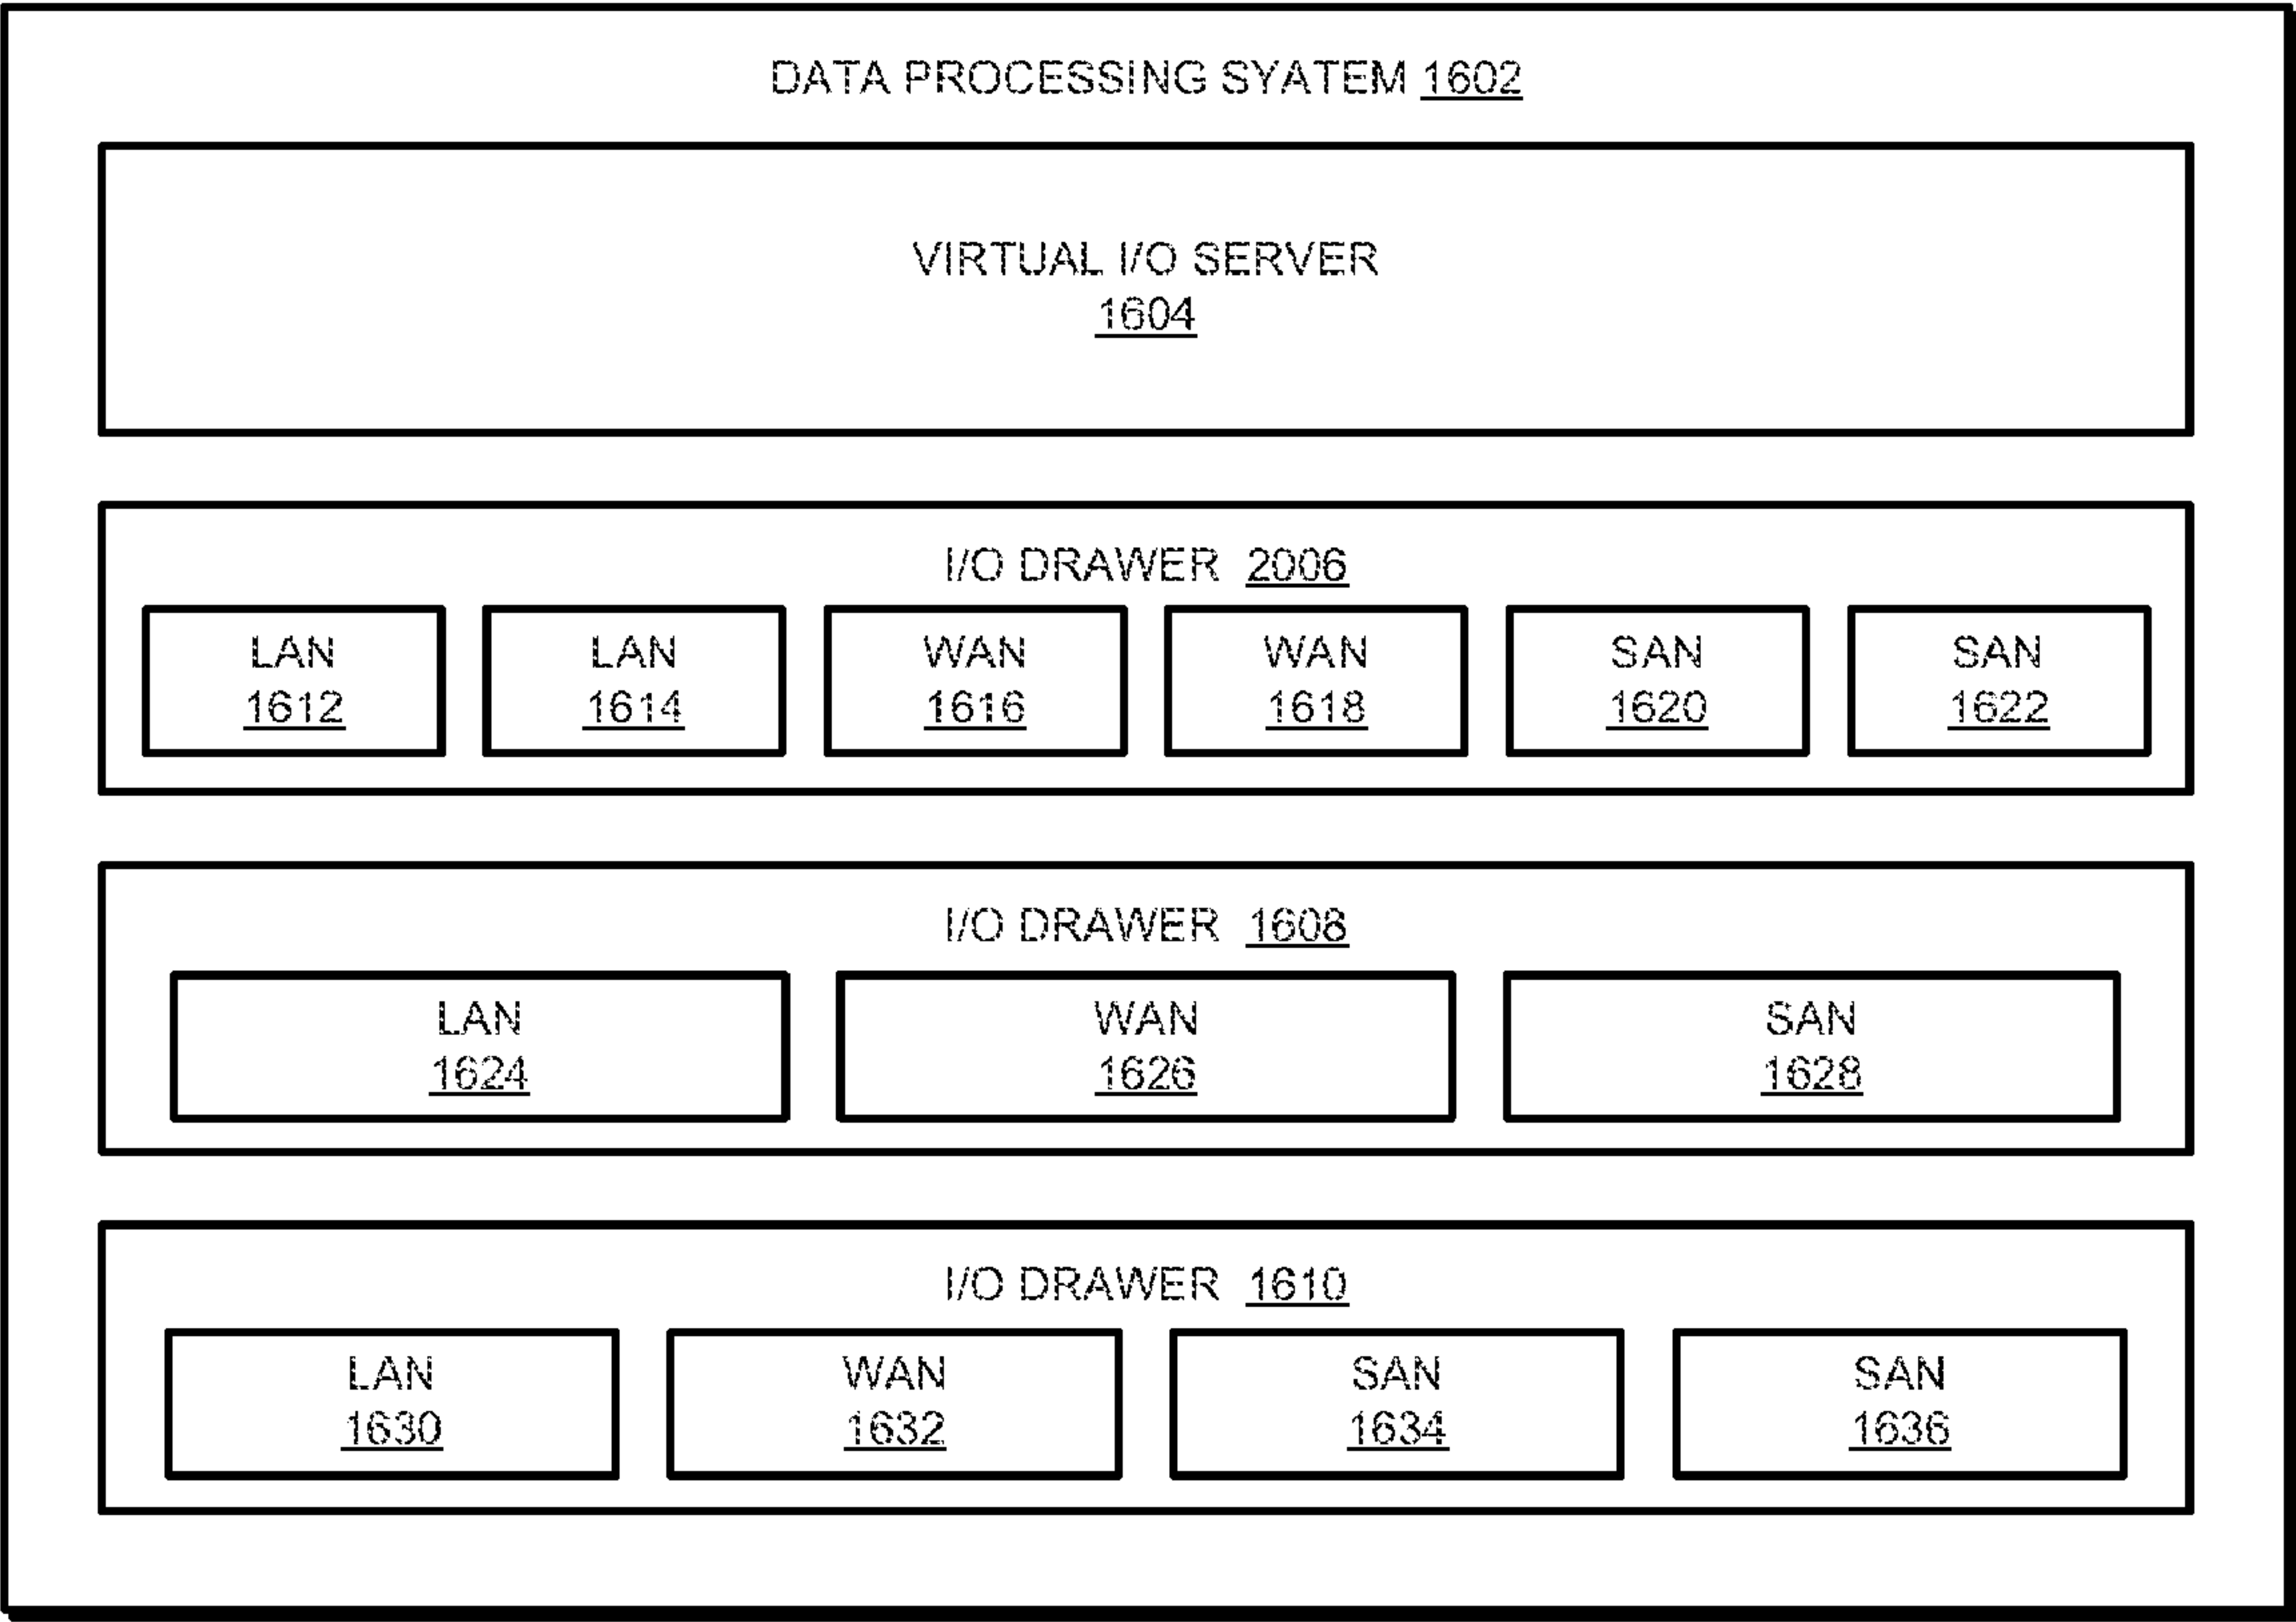 DATA PROCESSING SYATEM 1602
VIRTUAL I/O SERVER
1604
I/O DRAWER 2006
LAN LAN WAN WAN SAN SAN
1612 1614 1616 1618 1620 1622
I/O DRAWER 1608
LAN WAN SAN
1624 1626 1628
I/O DRAWER 1610
LAN WAN SAN SAN
1630 1632 1634 1636